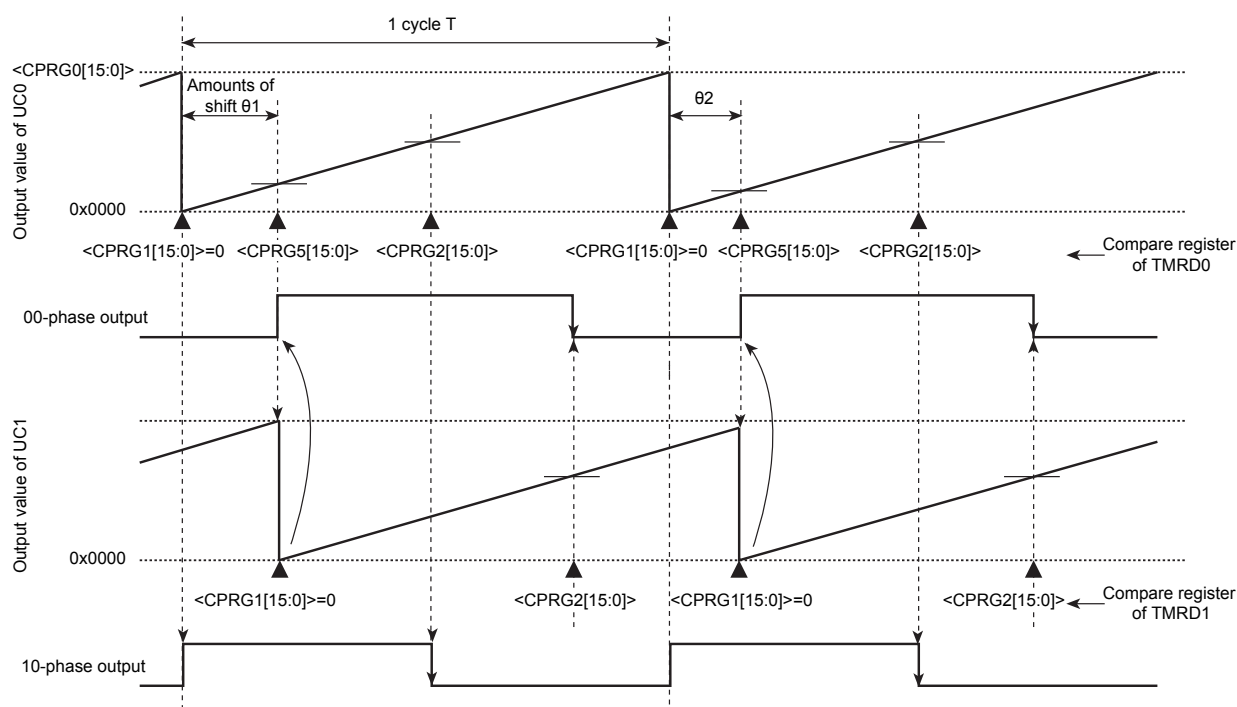 1 cycle T
<CPRG0[15:0]>
Amounts of
shift θ1
θ2
Output value of UC0
0x0000
<CPRG1[15:0]>=0
<CPRG5[15:0]>
<CPRG2[15:0]>
<CPRG1[15:0]>=0
<CPRG5[15:0]>
<CPRG2[15:0]>
Compare register
of TMRD0
00-phase output
Output value of UC1
0x0000
<CPRG1[15:0]>=0
<CPRG2[15:0]>
<CPRG1[15:0]>=0
<CPRG2[15:0]>
Compare register
of TMRD1
10-phase output